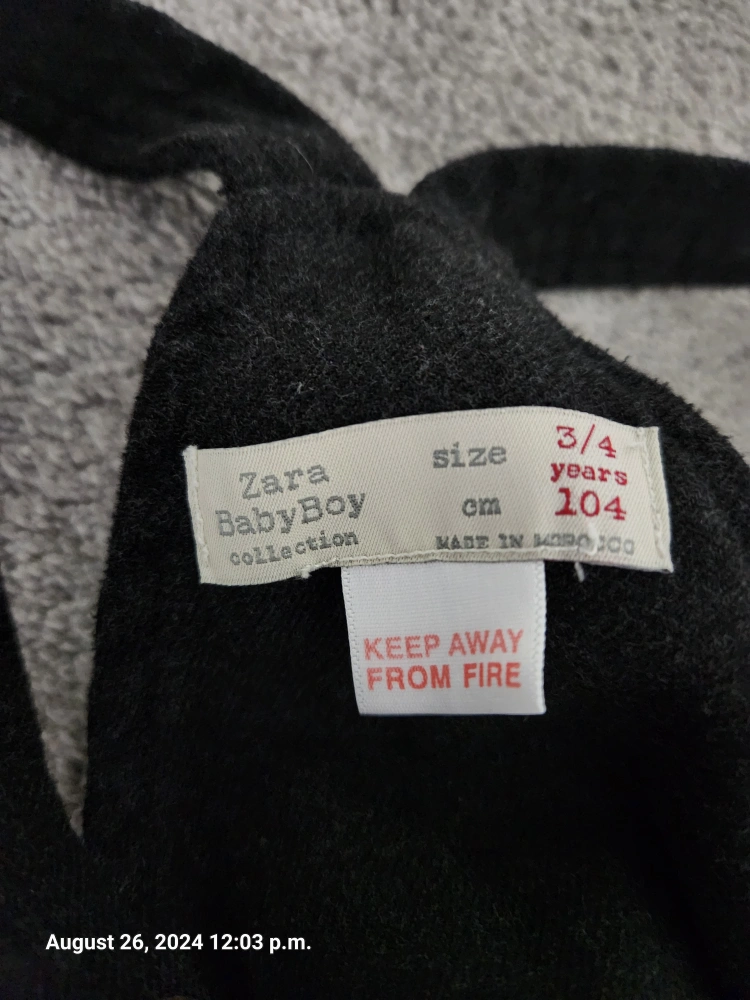 Zara
BabyBoy
collection
size
cm
3/4
years
104
MADE IN MOROCCO
KEEP AWAY
FROM FIRE
August 26, 2024 12:03 p.m.